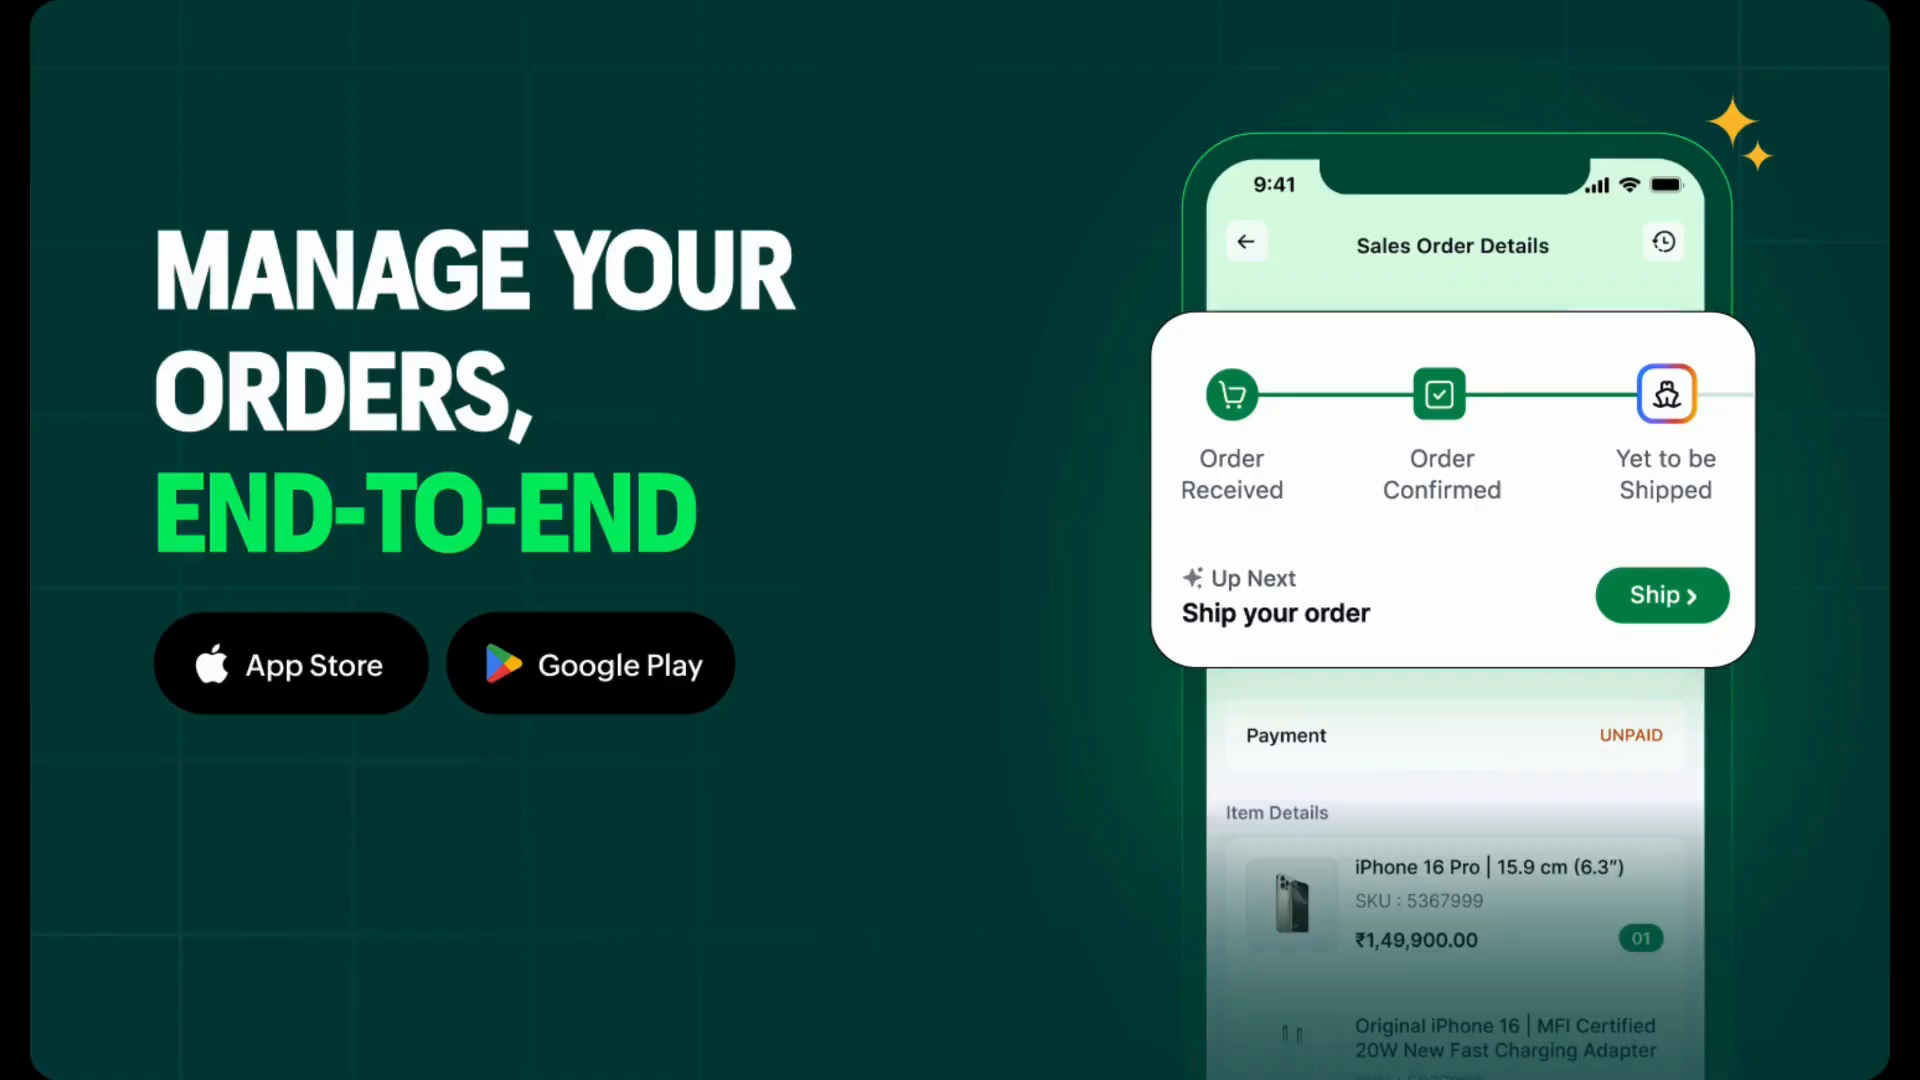 MANAGE YOUR
ORDERS,
END-TO-END
App Store
Google Play
9:41
Sales Order Details
Order
Received
Order
Confirmed
Yet to be
Shipped
Up Next
Ship your order
Ship
Payment
UNPAID
Item Details
iPhone 16 Pro | 15.9 cm (6.3″)
SKU : 5367999
₹1,49,900.00
01
Original iPhone 16 | MFI Certified
20W New Fast Charging Adapter